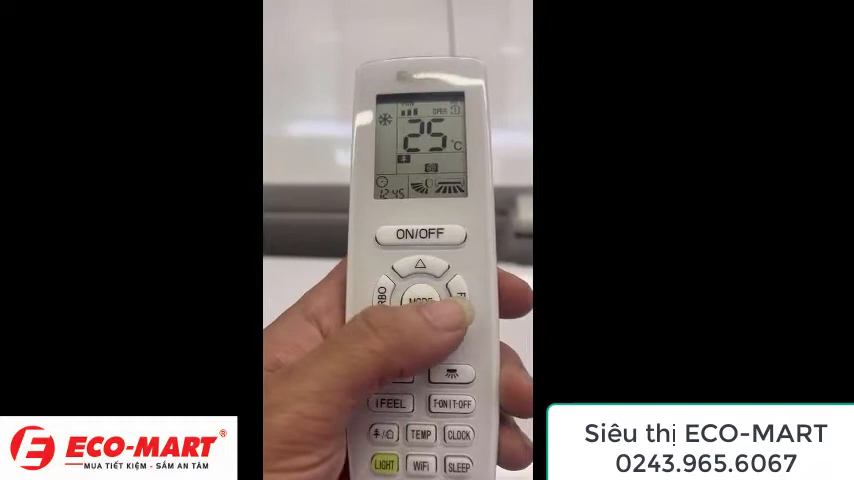 OPER
25
°C
12:45
ON/OFF
MODE
I FEEL
T-ON|T-OFF
TEMP
CLOCK
LIGHT
WiFi
SLEEP
ECO-MART®
MUA TIẾT KIỆM - SẮM AN TÂM
Siêu thị ECO-MART
0243.965.6067